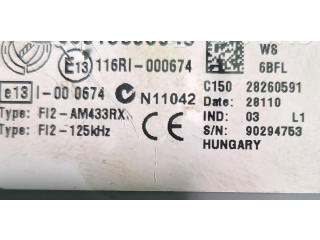 W8
E13 116RI-000674
6BFL
e13 I-00 0674
N11042
C150 28260591
Type: FI2-AM433RX
Date: 28110
Type: FI2-125kHz
CE
IND: 03 L1
S/N: 90294753
HUNGARY